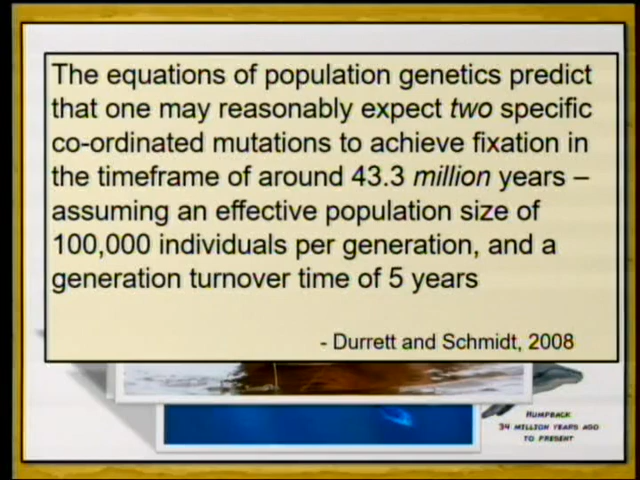 The equations of population genetics predict
that one may reasonably expect two specific
co-ordinated mutations to achieve fixation in
the timeframe of around 43.3 million years –
assuming an effective population size of
100,000 individuals per generation, and a
generation turnover time of 5 years
- Durrett and Schmidt, 2008
HUMPBACK
34 MILLION YEARS AGO
TO PRESENT